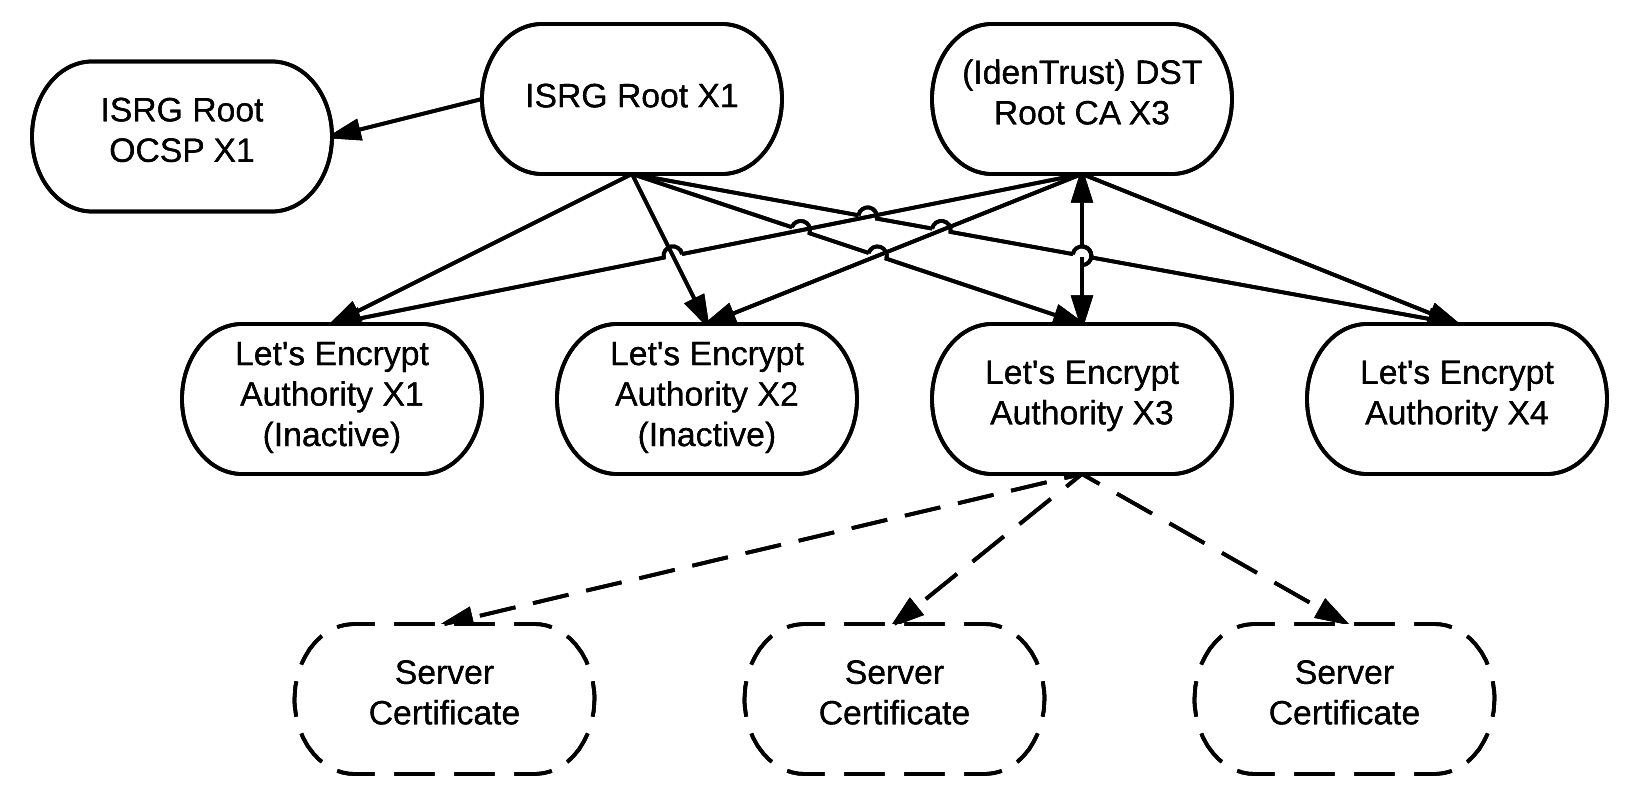 ISRG Root
OCSP X1
ISRG Root X1
(IdenTrust) DST
Root CA X3
Let's Encrypt
Authority X1
(Inactive)
Let's Encrypt
Authority X2
(Inactive)
Let's Encrypt
Authority X3
Let's Encrypt
Authority X4
Server
Certificate
Server
Certificate
Server
Certificate